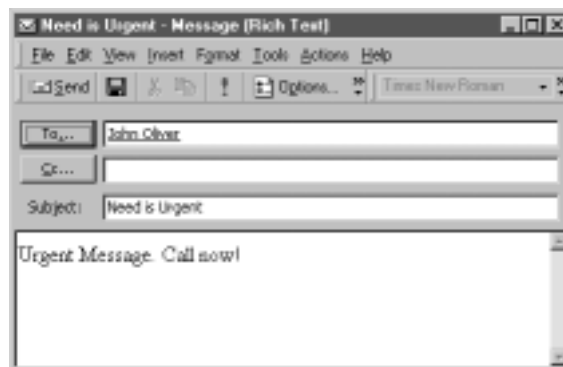 Need is Urgent - Message (Rich Text)
File Edit View Insert Format Tools Actions Help
Send Options... Times New Roman
To... John Oliver
Cc...
Subject: Need is Urgent
Urgent Message. Call now!